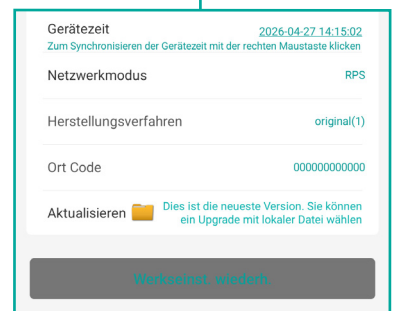 Gerätezeit 2026-04-27 14:15:02
Zum Synchronisieren der Gerätezeit mit der rechten Maustaste klicken
Netzwerkmodus RPS
Herstellungsverfahren original(1)
Ort Code 000000000000
Aktualisieren Dies ist die neueste Version. Sie können
ein Upgrade mit lokaler Datei wählen
Werkseinst. wiederh.